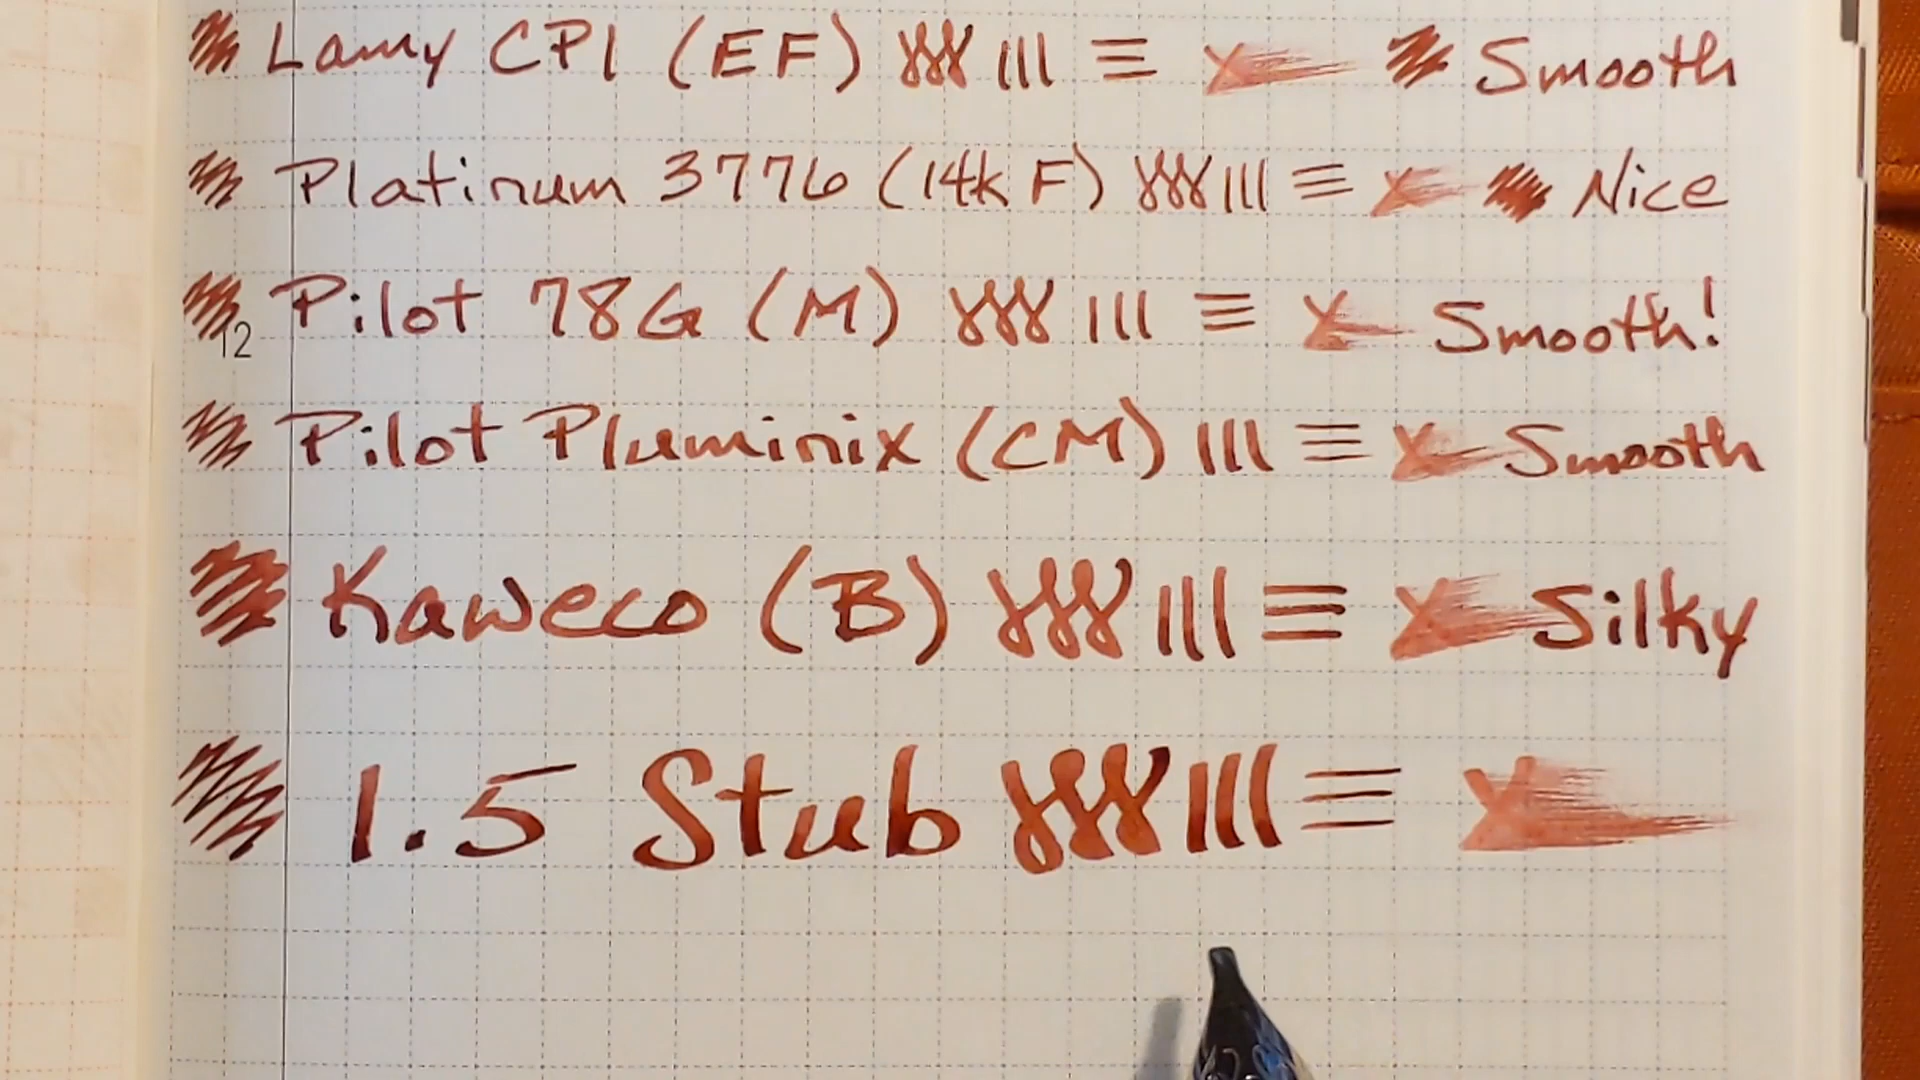 Lamy CP1 (EF) Smooth
Platinum 3776 (14k F) Nice
Pilot 78G (M) Smooth!
12
Pilot Pluminix (CM) Smooth
Kaweco (B) Silky
1.5 Stub